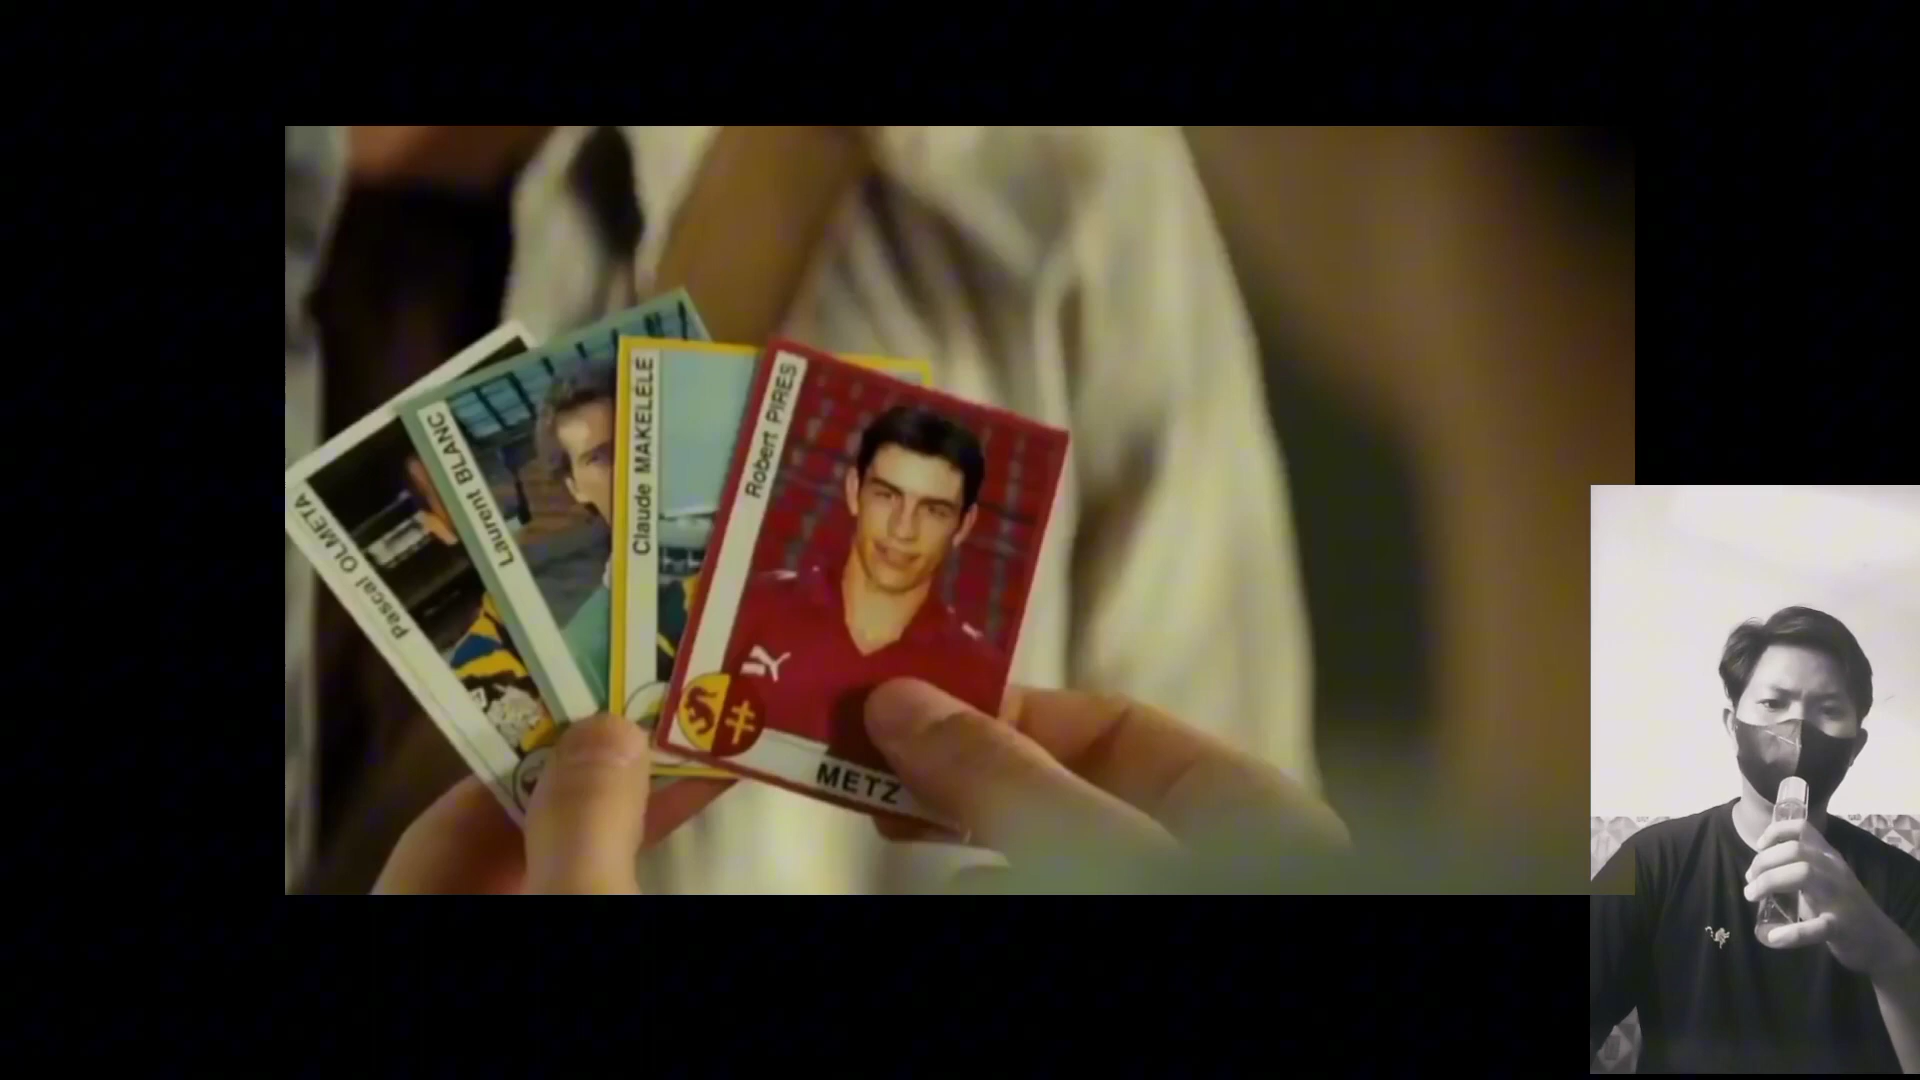 Pascal OLMETA
Laurent BLANC
Claude MAKELELE
Robert PIRES
METZ